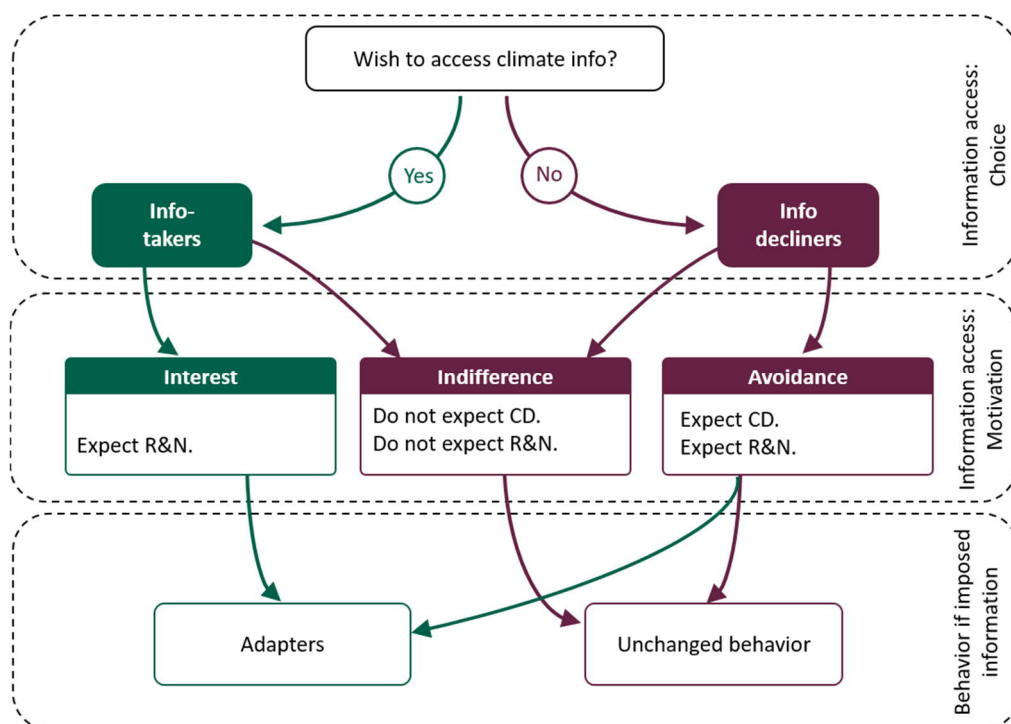 Wish to access climate info?
Yes
No
Info-
takers
Info
decliners
Information access:
Choice
Interest
Expect R&N.
Indifference
Do not expect CD.
Do not expect R&N.
Avoidance
Expect CD.
Expect R&N.
Information access:
Motivation
Adapters
Unchanged behavior
Behavior if imposed
information